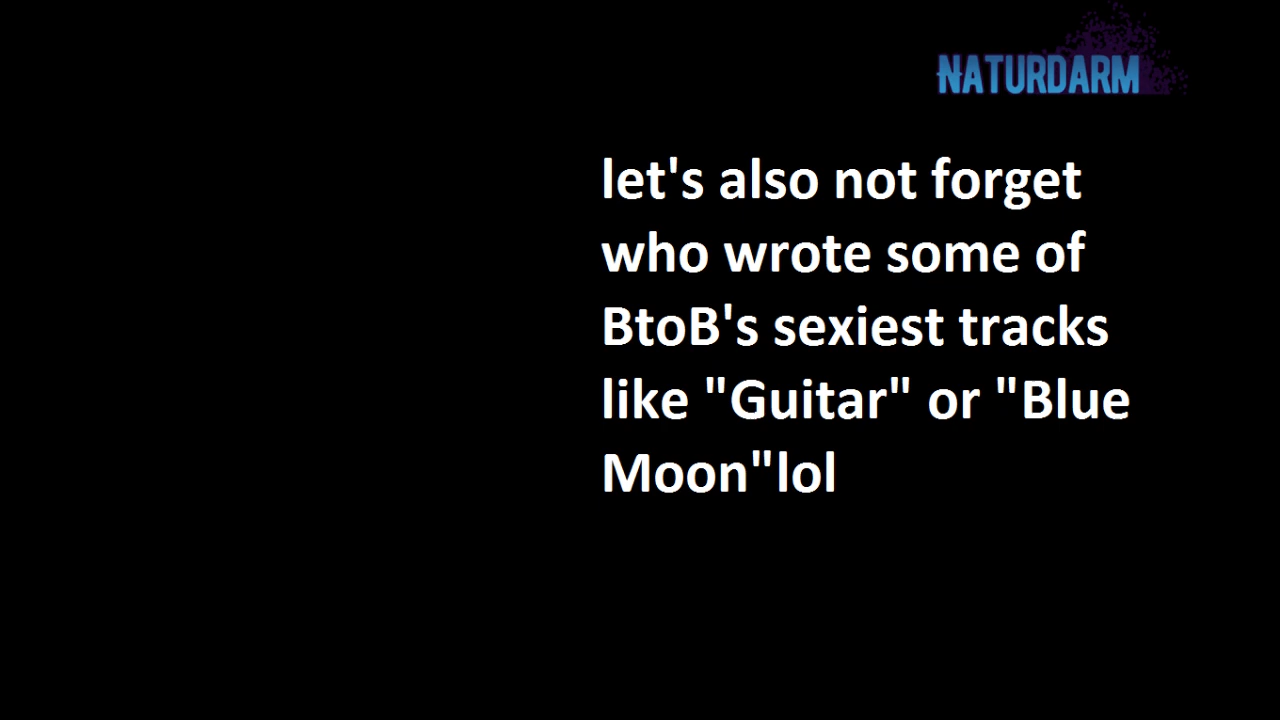 NATURDARM
let's also not forget
who wrote some of
BtoB's sexiest tracks
like "Guitar" or "Blue
Moon"lol